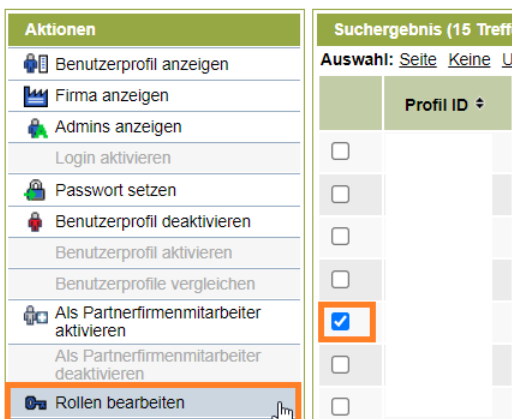 Aktionen
Benutzerprofil anzeigen
Firma anzeigen
Admins anzeigen
Login aktivieren
Passwort setzen
Benutzerprofil deaktivieren
Benutzerprofil aktivieren
Benutzerprofile vergleichen
Als Partnerfirmenmitarbeiter
aktivieren
Als Partnerfirmenmitarbeiter
deaktivieren
Rollen bearbeiten
Suchergebnis (15 Treff
Auswahl: Seite Keine U
Profil ID